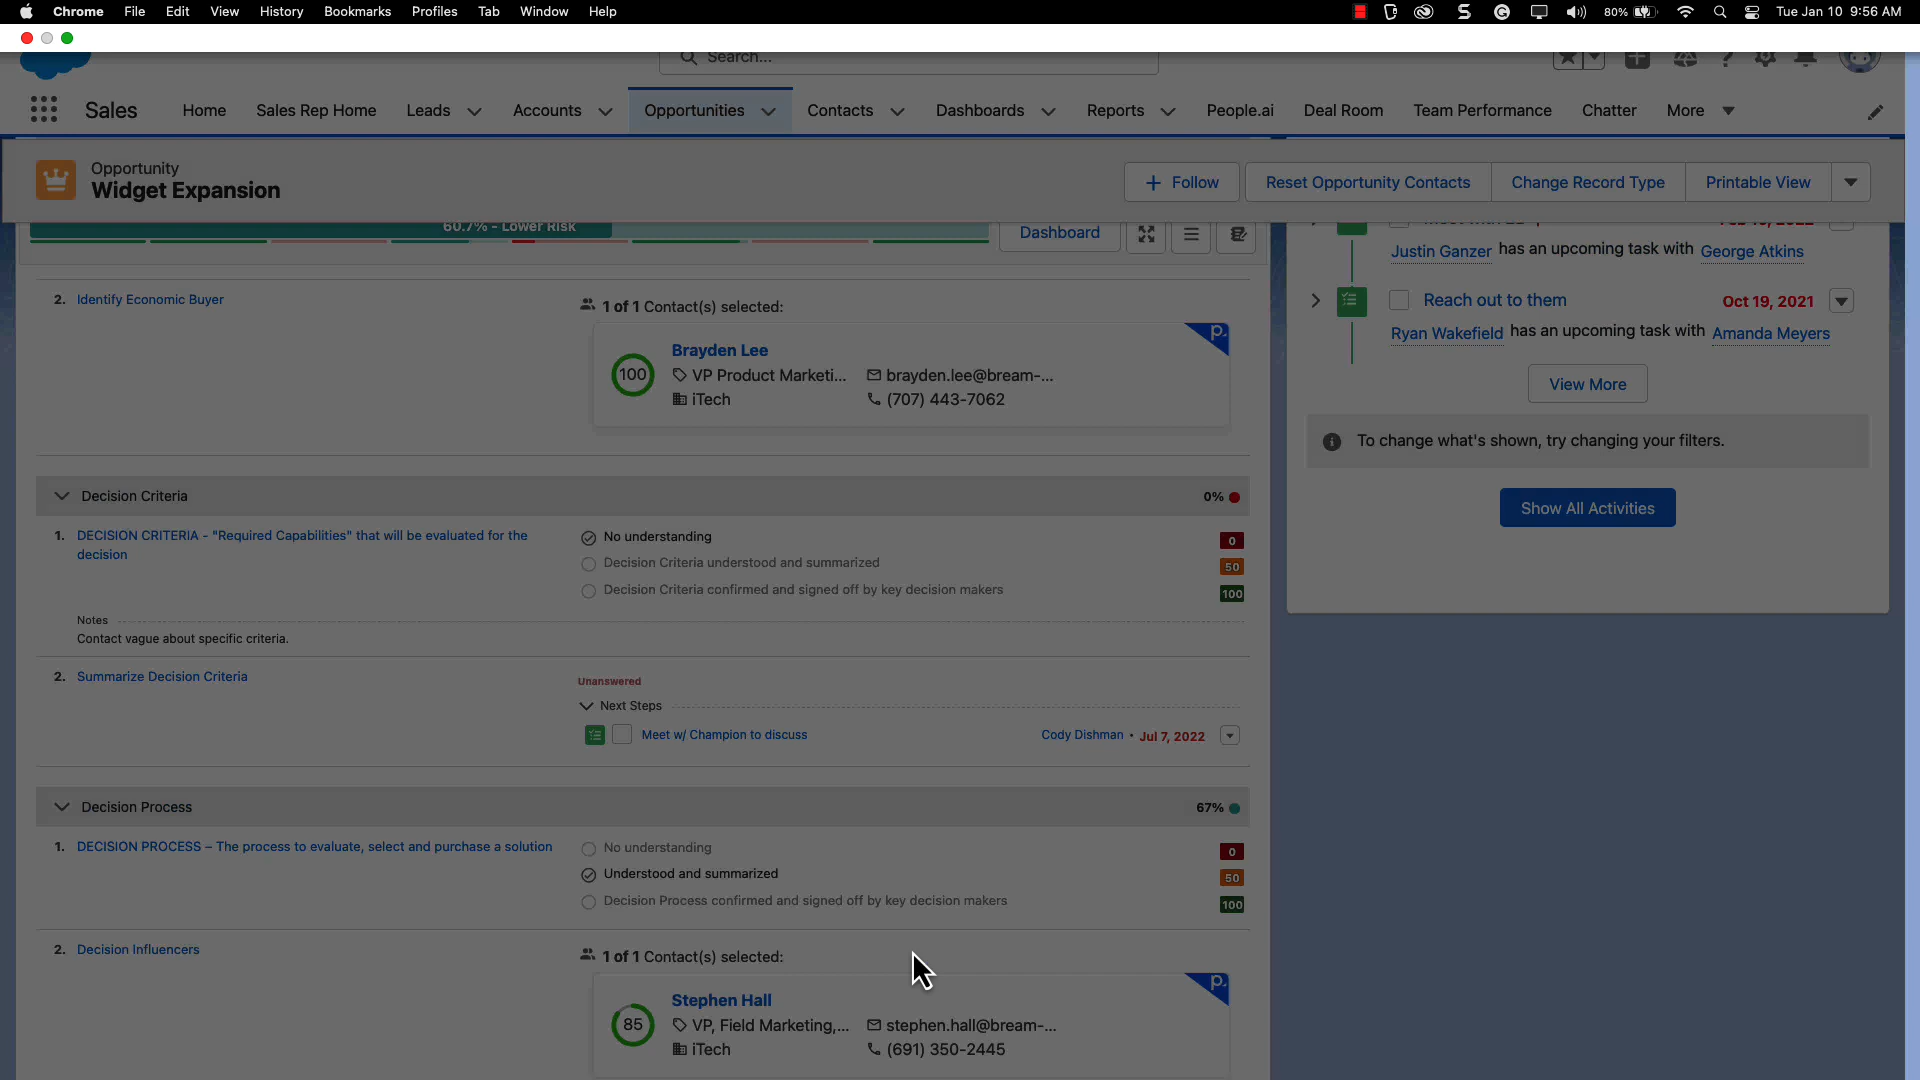 Chrome File Edit View History Bookmarks Profiles Tab Window Help
80% Tue Jan 10 9:56 AM
Search...
Sales Home Sales Rep Home Leads Accounts Opportunities Contacts Dashboards Reports People.ai Deal Room Team Performance Chatter More
Opportunity
Widget Expansion
Follow Reset Opportunity Contacts Change Record Type Printable View
60.7% - Lower Risk
Dashboard
2. Identify Economic Buyer
1 of 1 Contact(s) selected:
p.
100
Brayden Lee
VP Product Marketi... brayden.lee@bream-...
iTech (707) 443-7062
Decision Criteria 0%
1. DECISION CRITERIA - "Required Capabilities" that will be evaluated for the
decision
No understanding 0
Decision Criteria understood and summarized 50
Decision Criteria confirmed and signed off by key decision makers 100
Notes
Contact vague about specific criteria.
2. Summarize Decision Criteria
Unanswered
Next Steps
Meet w/ Champion to discuss Cody Dishman • Jul 7, 2022
Decision Process 67%
1. DECISION PROCESS – The process to evaluate, select and purchase a solution
No understanding 0
Understood and summarized 50
Decision Process confirmed and signed off by key decision makers 100
2. Decision Influencers
1 of 1 Contact(s) selected:
p.
85
Stephen Hall
VP, Field Marketing,... stephen.hall@bream-...
iTech (691) 350-2445
Justin Ganzer has an upcoming task with George Atkins
Reach out to them Oct 19, 2021
Ryan Wakefield has an upcoming task with Amanda Meyers
View More
To change what's shown, try changing your filters.
Show All Activities